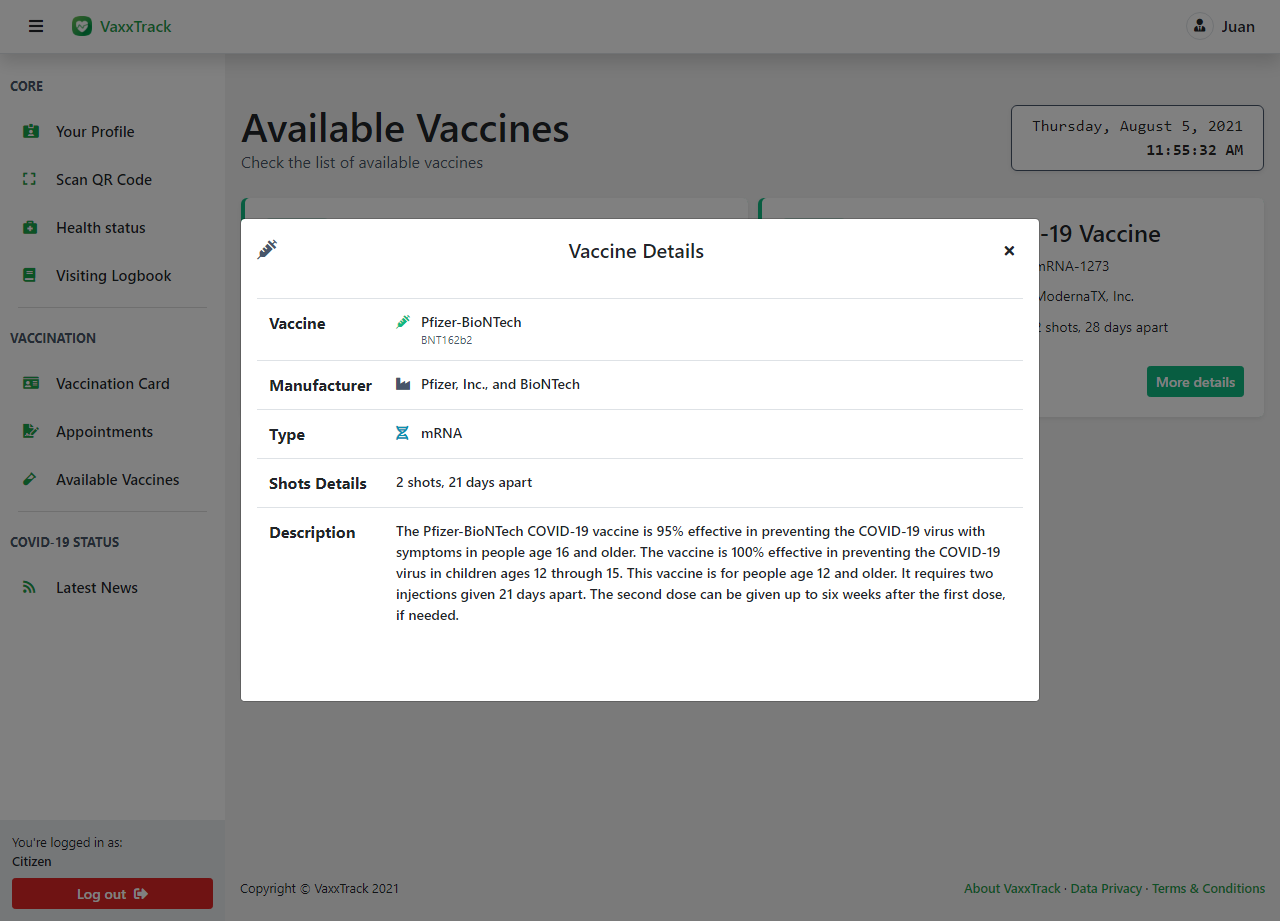 VaxxTrack
Juan
CORE
Your Profile
Scan QR Code
Health status
Visiting Logbook
VACCINATION
Vaccination Card
Appointments
Available Vaccines
COVID-19 STATUS
Latest News
You're logged in as:
Citizen
Log out
Available Vaccines
Check the list of available vaccines
Thursday, August 5, 2021
11:55:32 AM
-19 Vaccine
mRNA-1273
ModernaTX, Inc.
2 shots, 28 days apart
More details
Vaccine Details
Vaccine
Pfizer-BioNTech
BNT162b2
Manufacturer
Pfizer, Inc., and BioNTech
Type
mRNA
Shots Details
2 shots, 21 days apart
Description
The Pfizer-BioNTech COVID-19 vaccine is 95% effective in preventing the COVID-19 virus with
symptoms in people age 16 and older. The vaccine is 100% effective in preventing the COVID-19
virus in children ages 12 through 15. This vaccine is for people age 12 and older. It requires two
injections given 21 days apart. The second dose can be given up to six weeks after the first dose,
if needed.
Copyright © VaxxTrack 2021
About VaxxTrack · Data Privacy · Terms & Conditions